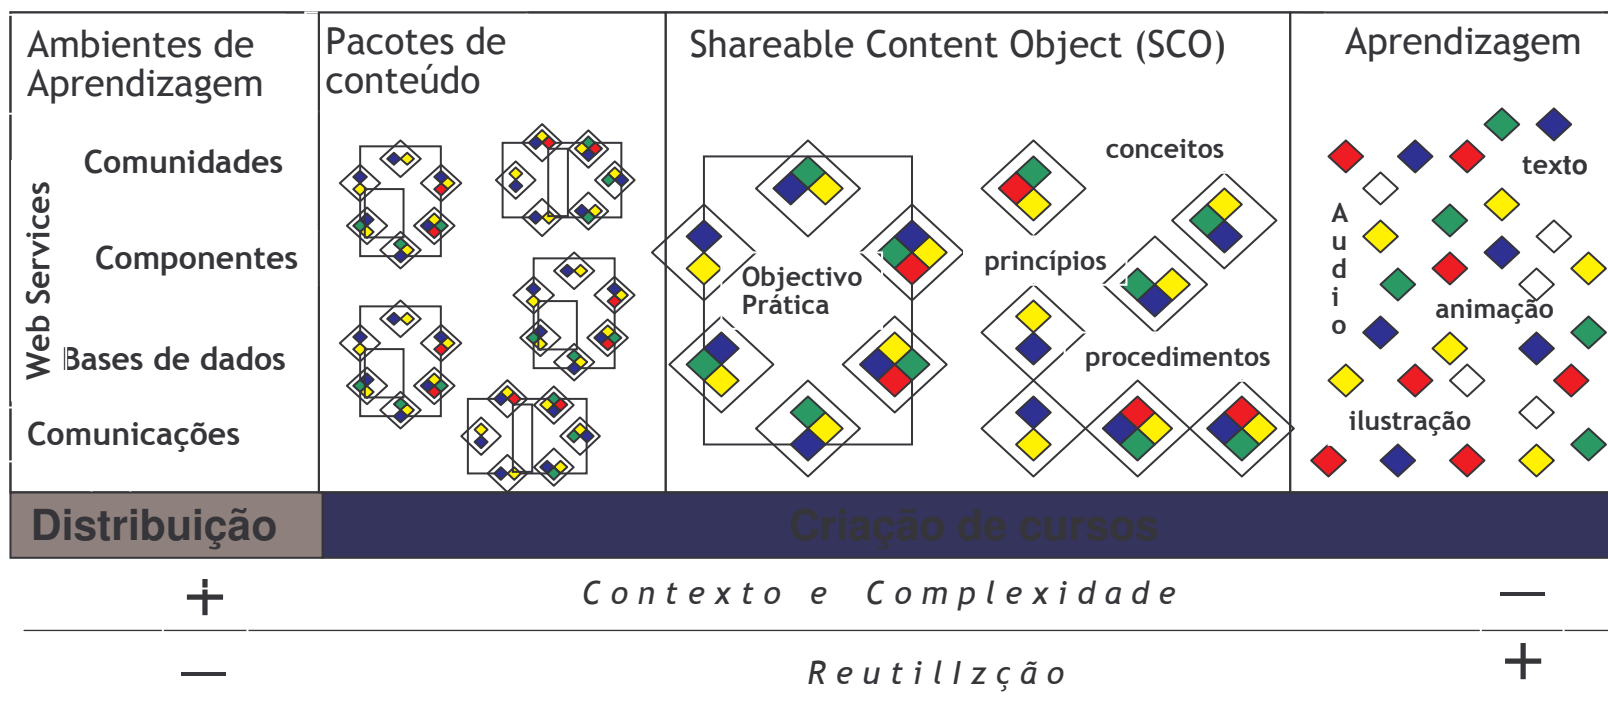 Ambientes de
Aprendizagem
Web Services
Comunidades
Componentes
Bases de dados
Comunicações
Pacotes de
conteúdo
Shareable Content Object (SCO)
Objectivo
Prática
conceitos
princípios
procedimentos
Aprendizagem
texto
Audio
animação
ilustração
Distribuição
Criação de cursos
+ Contexto e Complexidade —
— ReutilIzção +